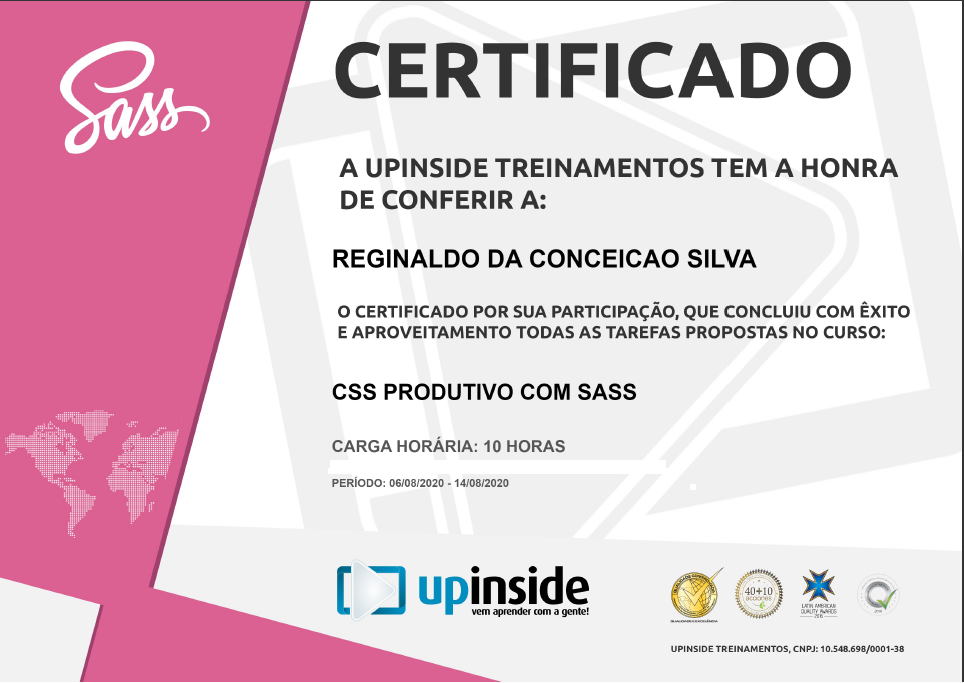 Sass
CERTIFICADO
A UPINSIDE TREINAMENTOS TEM A HONRA
DE CONFERIR A:
REGINALDO DA CONCEICAO SILVA
O CERTIFICADO POR SUA PARTICIPAÇÃO, QUE CONCLUIU COM ÊXITO
E APROVEITAMENTO TODAS AS TAREFAS PROPOSTAS NO CURSO:
CSS PRODUTIVO COM SASS
CARGA HORÁRIA: 10 HORAS
PERÍODO: 06/08/2020 - 14/08/2020
upinside
vem aprender com a gente!
40+10
acciones
LATIN AMERICAN
QUALITY AWARDS
UPINSIDE TREINAMENTOS, CNPJ: 10.548.698/0001-38